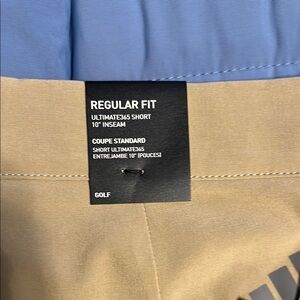 REGULAR FIT
ULTIMATE365 SHORT
10" INSEAM
COUPE STANDARD
SHORT ULTIMATE365
ENTREJAMBE 10" [POUCES]
GOLF